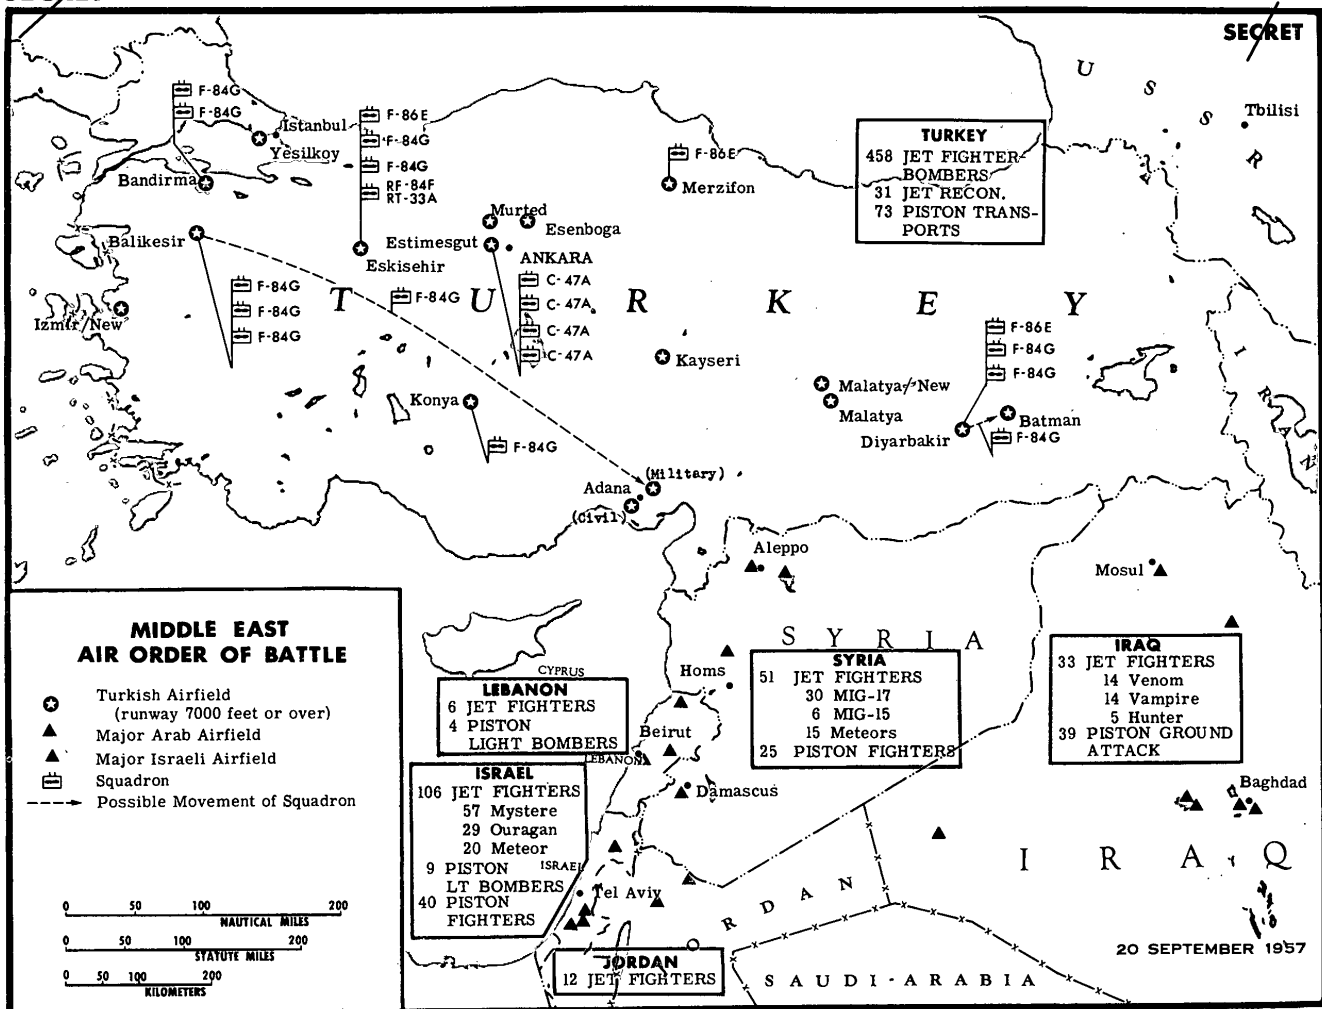 SECRET
U S S R
Tbilisi
F-84G
F-84G
Istanbul
Yesilkoy
Bandirma
F-86E
F-84G
F-84G
RF-84F
RT-33A
Eskisehir
F-86E
Merzifon
TURKEY
458 JET FIGHTER-
BOMBERS
31 JET RECON.
73 PISTON TRANS-
PORTS
Murted
Esenboga
Estimesgut
ANKARA
C-47A
C-47A
C-47A
C-47A
Balikesir
F-84G
F-84G
F-84G
F-84G
Izmir/New
T U R K E Y
Kayseri
Konya
F-84G
F-86E
F-84G
F-84G
Malatya/New
Malatya
Diyarbakir
Batman
F-84G
IRAN
(Military)
Adana
(Civil)
Aleppo
Mosul
MIDDLE EAST
AIR ORDER OF BATTLE
Turkish Airfield
(runway 7000 feet or over)
Major Arab Airfield
Major Israeli Airfield
Squadron
Possible Movement of Squadron
0 50 100 200
NAUTICAL MILES
0 50 100 200
STATUTE MILES
0 50 100 200
KILOMETERS
CYPRUS
S Y R I A
Homs
LEBANON
6 JET FIGHTERS
4 PISTON
LIGHT BOMBERS
SYRIA
51 JET FIGHTERS
30 MIG-17
6 MIG-15
15 Meteors
25 PISTON FIGHTERS
IRAQ
33 JET FIGHTERS
14 Venom
14 Vampire
5 Hunter
39 PISTON GROUND
ATTACK
Beirut
LEBANON
Damascus
Baghdad
ISRAEL
106 JET FIGHTERS
57 Mystere
29 Ouragan
20 Meteor
9 PISTON
LT BOMBERS
40 PISTON
FIGHTERS
ISRAEL
Tel Aviv
I R A Q
O R D A N
JORDAN
12 JET FIGHTERS
SAUDI-ARABIA
20 SEPTEMBER 1957